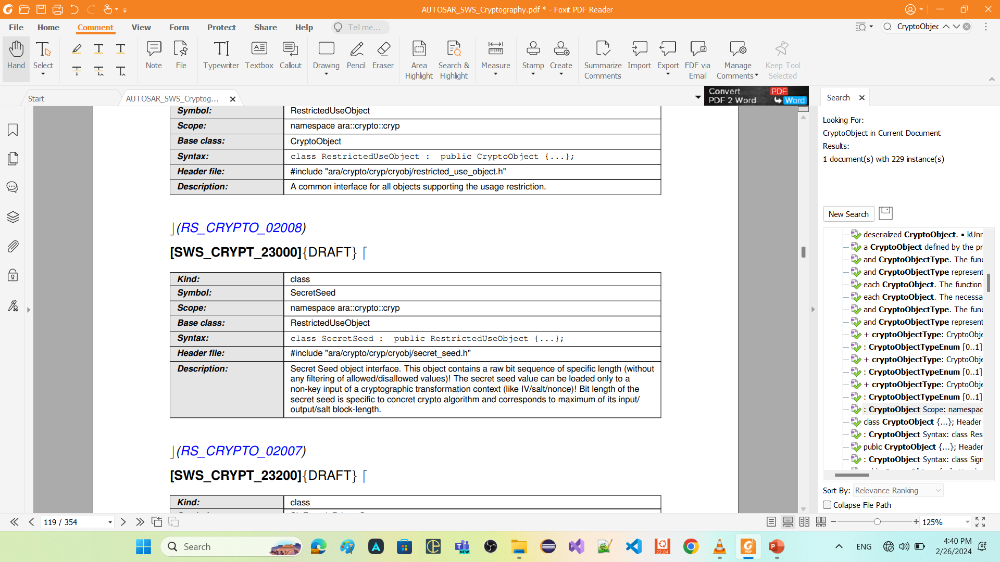 AUTOSAR_SWS_Cryptography.pdf * - Foxit PDF Reader
File Home Comment View Form Protect Share Help Tell me...
CryptoObjec
Hand Select Note File Typewriter Textbox Callout Drawing Pencil Eraser Area Highlight Search & Highlight Measure Stamp Create Summarize Comments Import Export FDF via Email Manage Comments Keep Tool Selected
Start
AUTOSAR_SWS_Cryptog...
Convert PDF 2 Word PDF Word
Search
Symbol: RestrictedUseObject
Scope: namespace ara::crypto::cryp
Base class: CryptoObject
Syntax: class RestrictedUseObject : public CryptoObject {...};
Header file: #include "ara/crypto/cryp/cryobj/restricted_use_object.h"
Description: A common interface for all objects supporting the usage restriction.
⌋(RS_CRYPTO_02008)
[SWS_CRYPT_23000]{DRAFT} ⌈
Kind: class
Symbol: SecretSeed
Scope: namespace ara::crypto::cryp
Base class: RestrictedUseObject
Syntax: class SecretSeed : public RestrictedUseObject {...};
Header file: #include "ara/crypto/cryp/cryobj/secret_seed.h"
Description: Secret Seed object interface. This object contains a raw bit sequence of specific length (without
any filtering of allowed/disallowed values)! The secret seed value can be loaded only to a
non-key input of a cryptographic transformation context (like IV/salt/nonce)! Bit length of the
secret seed is specific to concret crypto algorithm and corresponds to maximum of its input/
output/salt block-length.
⌋(RS_CRYPTO_02007)
[SWS_CRYPT_23200]{DRAFT} ⌈
Kind: class
Looking For:
CryptoObject in Current Document
Results:
1 document(s) with 229 instance(s)
New Search
deserialized CryptoObject. • kUnr
a CryptoObject defined by the pr
and CryptoObjectType. The func
and CryptoObjectType represent
each CryptoObject. The function
each CryptoObject. The necessa
and CryptoObjectType. The func
and CryptoObjectType represent
+ cryptoObjectType: CryptoObje
: CryptoObjectTypeEnum [0..1]
+ cryptoObjectType: CryptoObje
: CryptoObjectTypeEnum [0..1]
+ cryptoObjectType: CryptoObje
: CryptoObjectTypeEnum [0..1]
: CryptoObject Scope: namespac
class CryptoObject {...}; Header
: CryptoObject Syntax: class Res
public CryptoObject {...}; Header
: CryptoObject Syntax: class Sign
Sort By: Relevance Ranking
Collapse File Path
119 / 354
125%
Search
NEW
22.04
PDF
ENG
4:40 PM
2/26/2024